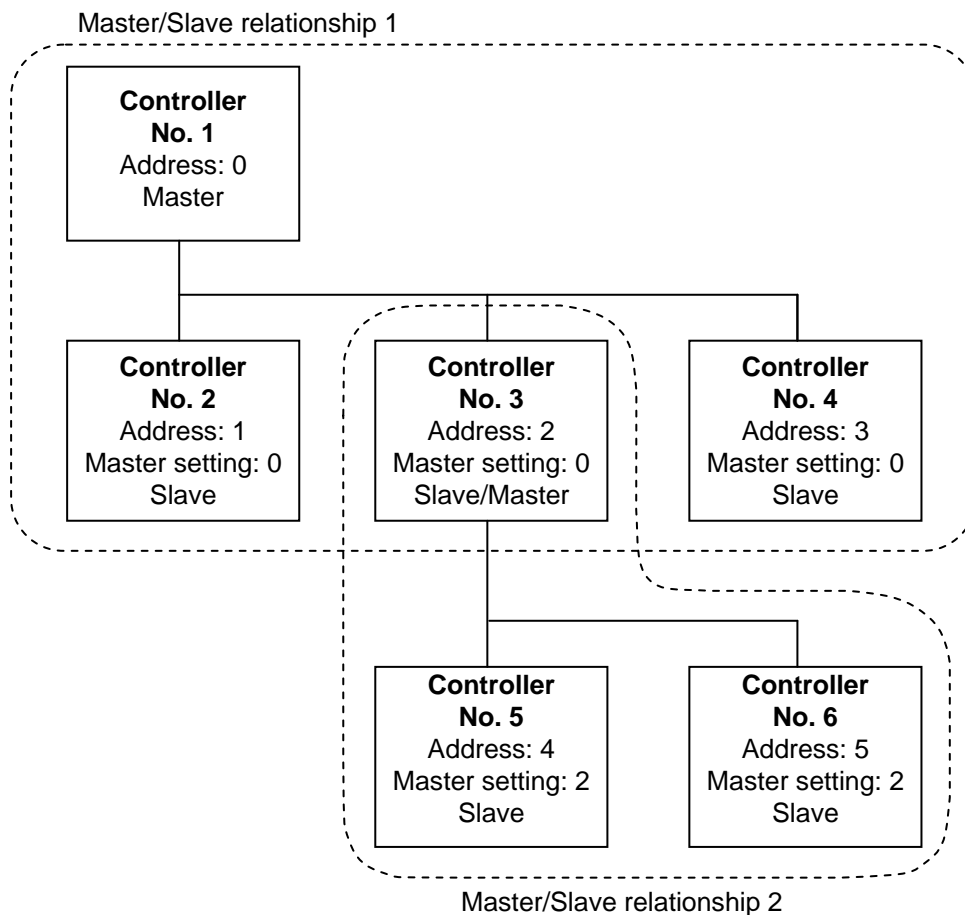 Master/Slave relationship 1
Controller
No. 1
Address: 0
Master
Controller
No. 2
Address: 1
Master setting: 0
Slave
Controller
No. 3
Address: 2
Master setting: 0
Slave/Master
Controller
No. 4
Address: 3
Master setting: 0
Slave
Controller
No. 5
Address: 4
Master setting: 2
Slave
Controller
No. 6
Address: 5
Master setting: 2
Slave
Master/Slave relationship 2